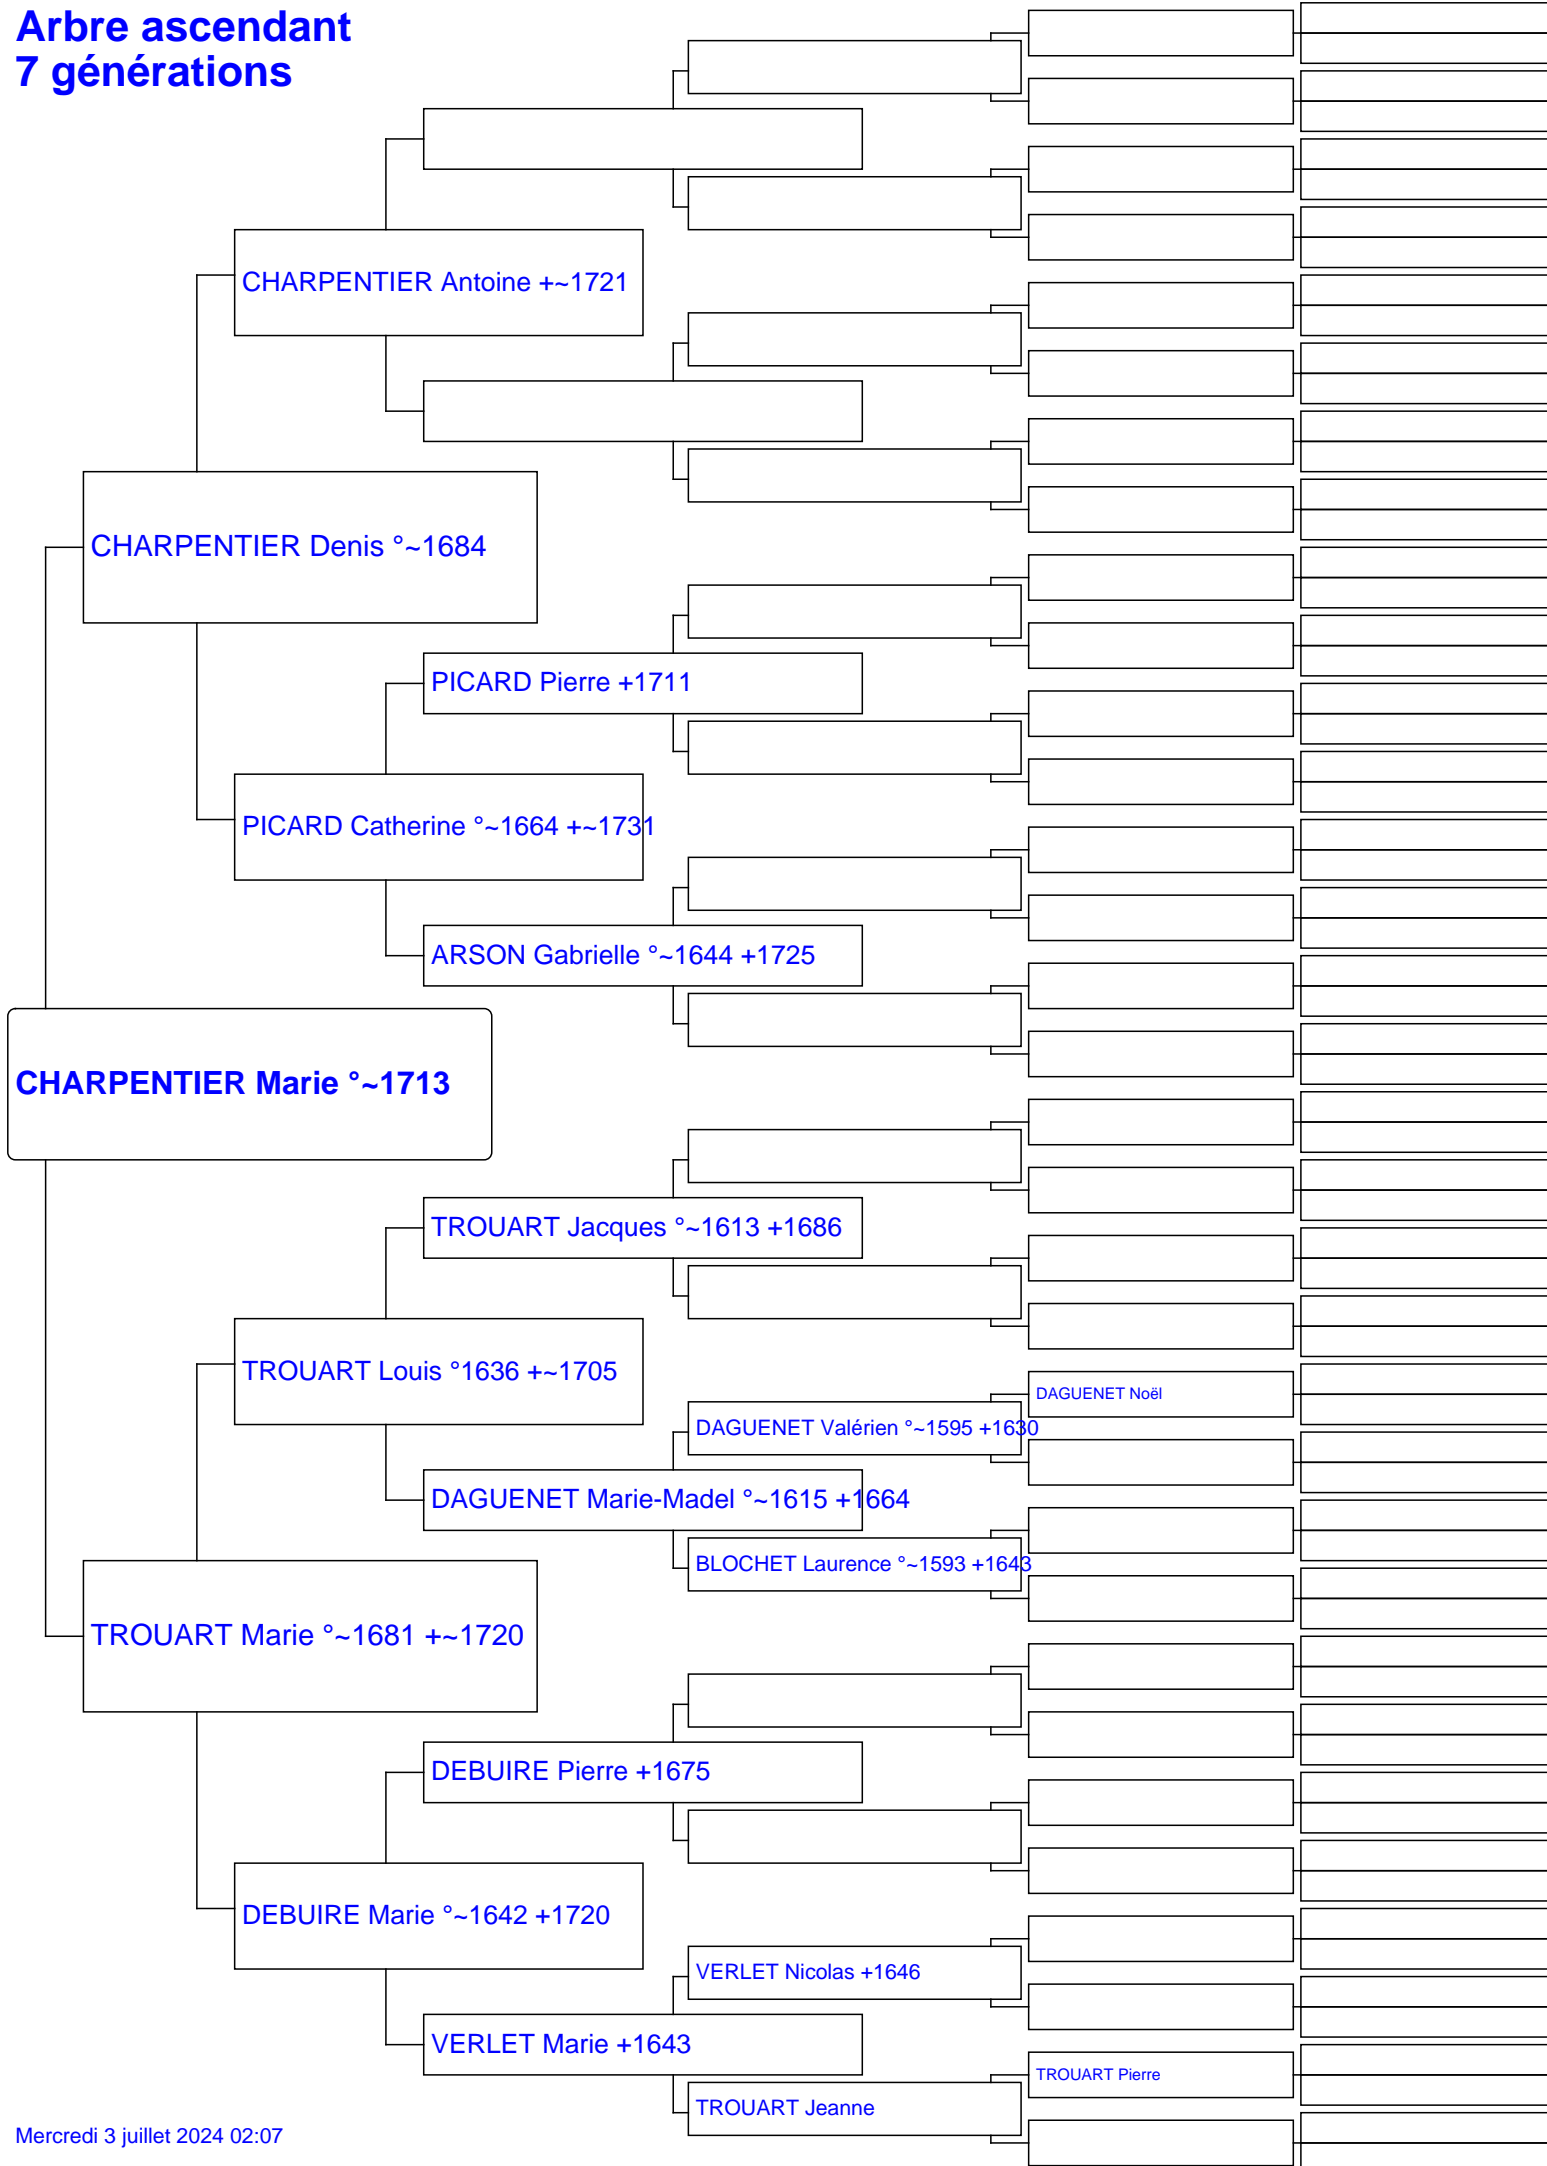 Arbre ascendant
7 générations
CHARPENTIER Antoine +~1721
CHARPENTIER Denis °~1684
PICARD Pierre +1711
PICARD Catherine °~1664 +~1731
ARSON Gabrielle °~1644 +1725
CHARPENTIER Marie °~1713
TROUART Jacques °~1613 +1686
TROUART Louis °1636 +~1705
DAGUENET Noël
DAGUENET Valérien °~1595 +1630
DAGUENET Marie-Madel °~1615 +1664
BLOCHET Laurence °~1593 +1643
TROUART Marie °~1681 +~1720
DEBUIRE Pierre +1675
DEBUIRE Marie °~1642 +1720
VERLET Nicolas +1646
VERLET Marie +1643
TROUART Pierre
TROUART Jeanne
Mercredi 3 juillet 2024 02:07